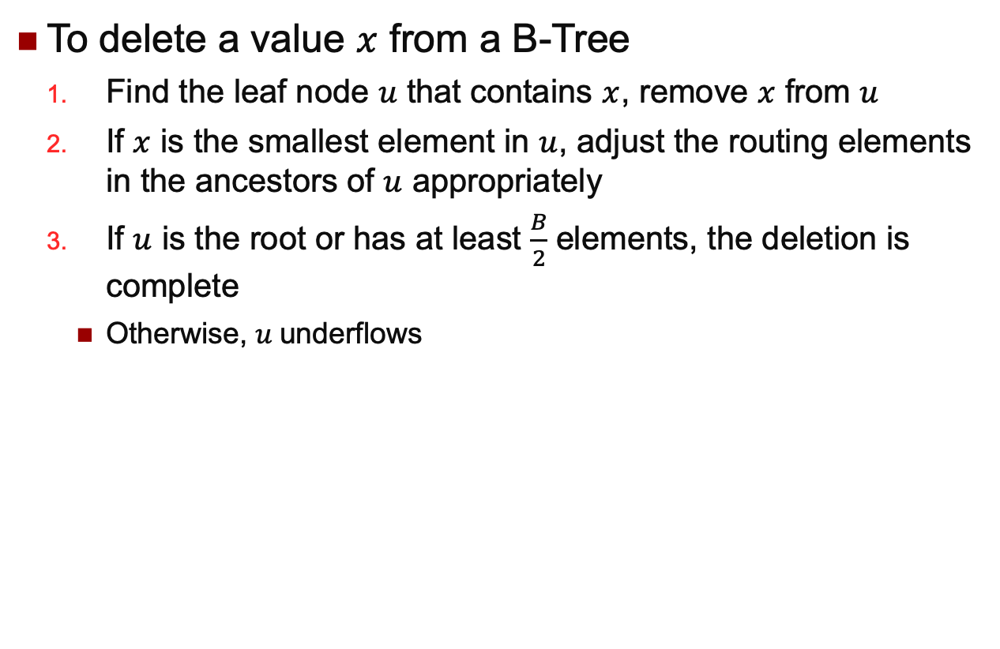 ■ To delete a value x from a B-Tree
1. Find the leaf node u that contains x, remove x from u
2. If x is the smallest element in u, adjust the routing elements
in the ancestors of u appropriately
3. If u is the root or has at least B/2 elements, the deletion is
complete
■ Otherwise, u underflows